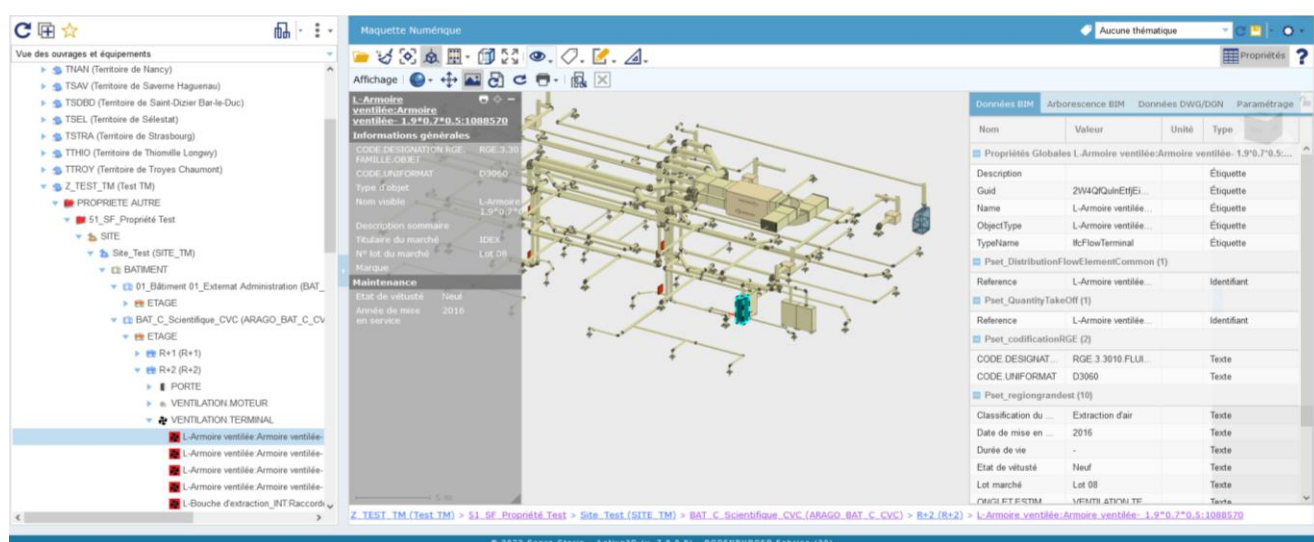 Maquette Numérique
Aucune thématique
Vue des ouvrages et équipements
TNAN (Territoire de Nancy)
TSAV (Territoire de Saverne Haguenau)
TSDBD (Territoire de Saint-Dizier Bar-le-Duc)
TSEL (Territoire de Sélestat)
TSTRA (Territoire de Strasbourg)
TTHIO (Territoire de Thionville Longwy)
TTROY (Territoire de Troyes Chaumont)
Z_TEST_TM (Test TM)
PROPRIETE AUTRE
51_SF_Propriété Test
SITE
Site_Test (SITE_TM)
BATIMENT
01_Bâtiment 01_Externat Administration (BAT_
ETAGE
BAT_C_Scientifique_CVC (ARAGO_BAT_C_CV
ETAGE
R+1 (R+1)
R+2 (R+2)
PORTE
VENTILATION MOTEUR
VENTILATION TERMINAL
L-Armoire ventilée:Armoire ventilée-
L-Armoire ventilée:Armoire ventilée-
L-Armoire ventilée:Armoire ventilée-
L-Armoire ventilée:Armoire ventilée-
L-Bouche d'extraction_INT:Raccorde
Propriétés ?
Affichage
L-Armoire
ventilée:Armoire
ventilée- 1.9*0.7*0.5:1088570
Informations générales
CODE.DESIGNATION.RGE. RGE.3.30
FAMILLE.OBJET
CODE.UNIFORMAT D3060
Type d'objet
Nom visible L-Armoire
1.9*0.7*0
Description sommaire
Titulaire du marché IDEX
N° lot du marché Lot 08
Marque
Maintenance
Etat de vétusté Neuf
Année de mise 2016
en service
5 m
Données BIM Arborescence BIM Données DWG/DGN Paramétrage
Nom Valeur Unité Type
Propriétés Globales L-Armoire ventilée:Armoire ventilée- 1.9*0.7*0.5:...
Description Étiquette
Guid 2W4QfQuInEtfjEi... Étiquette
Name L-Armoire ventilée... Étiquette
ObjectType L-Armoire ventilée... Étiquette
TypeName IfcFlowTerminal Étiquette
Pset_DistributionFlowElementCommon (1)
Reference L-Armoire ventilée... Identifiant
Pset_QuantityTakeOff (1)
Reference L-Armoire ventilée... Identifiant
Pset_codificationRGE (2)
CODE.DESIGNAT... RGE.3.3010.FLUI... Texte
CODE.UNIFORMAT D3060 Texte
Pset_regiongrandest (10)
Classification du ... Extraction d'air Texte
Date de mise en ... 2016 Texte
Durée de vie - Texte
Etat de vétusté Neuf Texte
Lot marché Lot 08 Texte
ONGLET.ESTIM VENTILATION TE Texte
Z_TEST_TM (Test TM) > 51_SF_Propriété Test > Site_Test (SITE_TM) > BAT_C_Scientifique_CVC (ARAGO_BAT_C_CVC) > R+2 (R+2) > L-Armoire ventilée:Armoire ventilée- 1.9*0.7*0.5:1088570